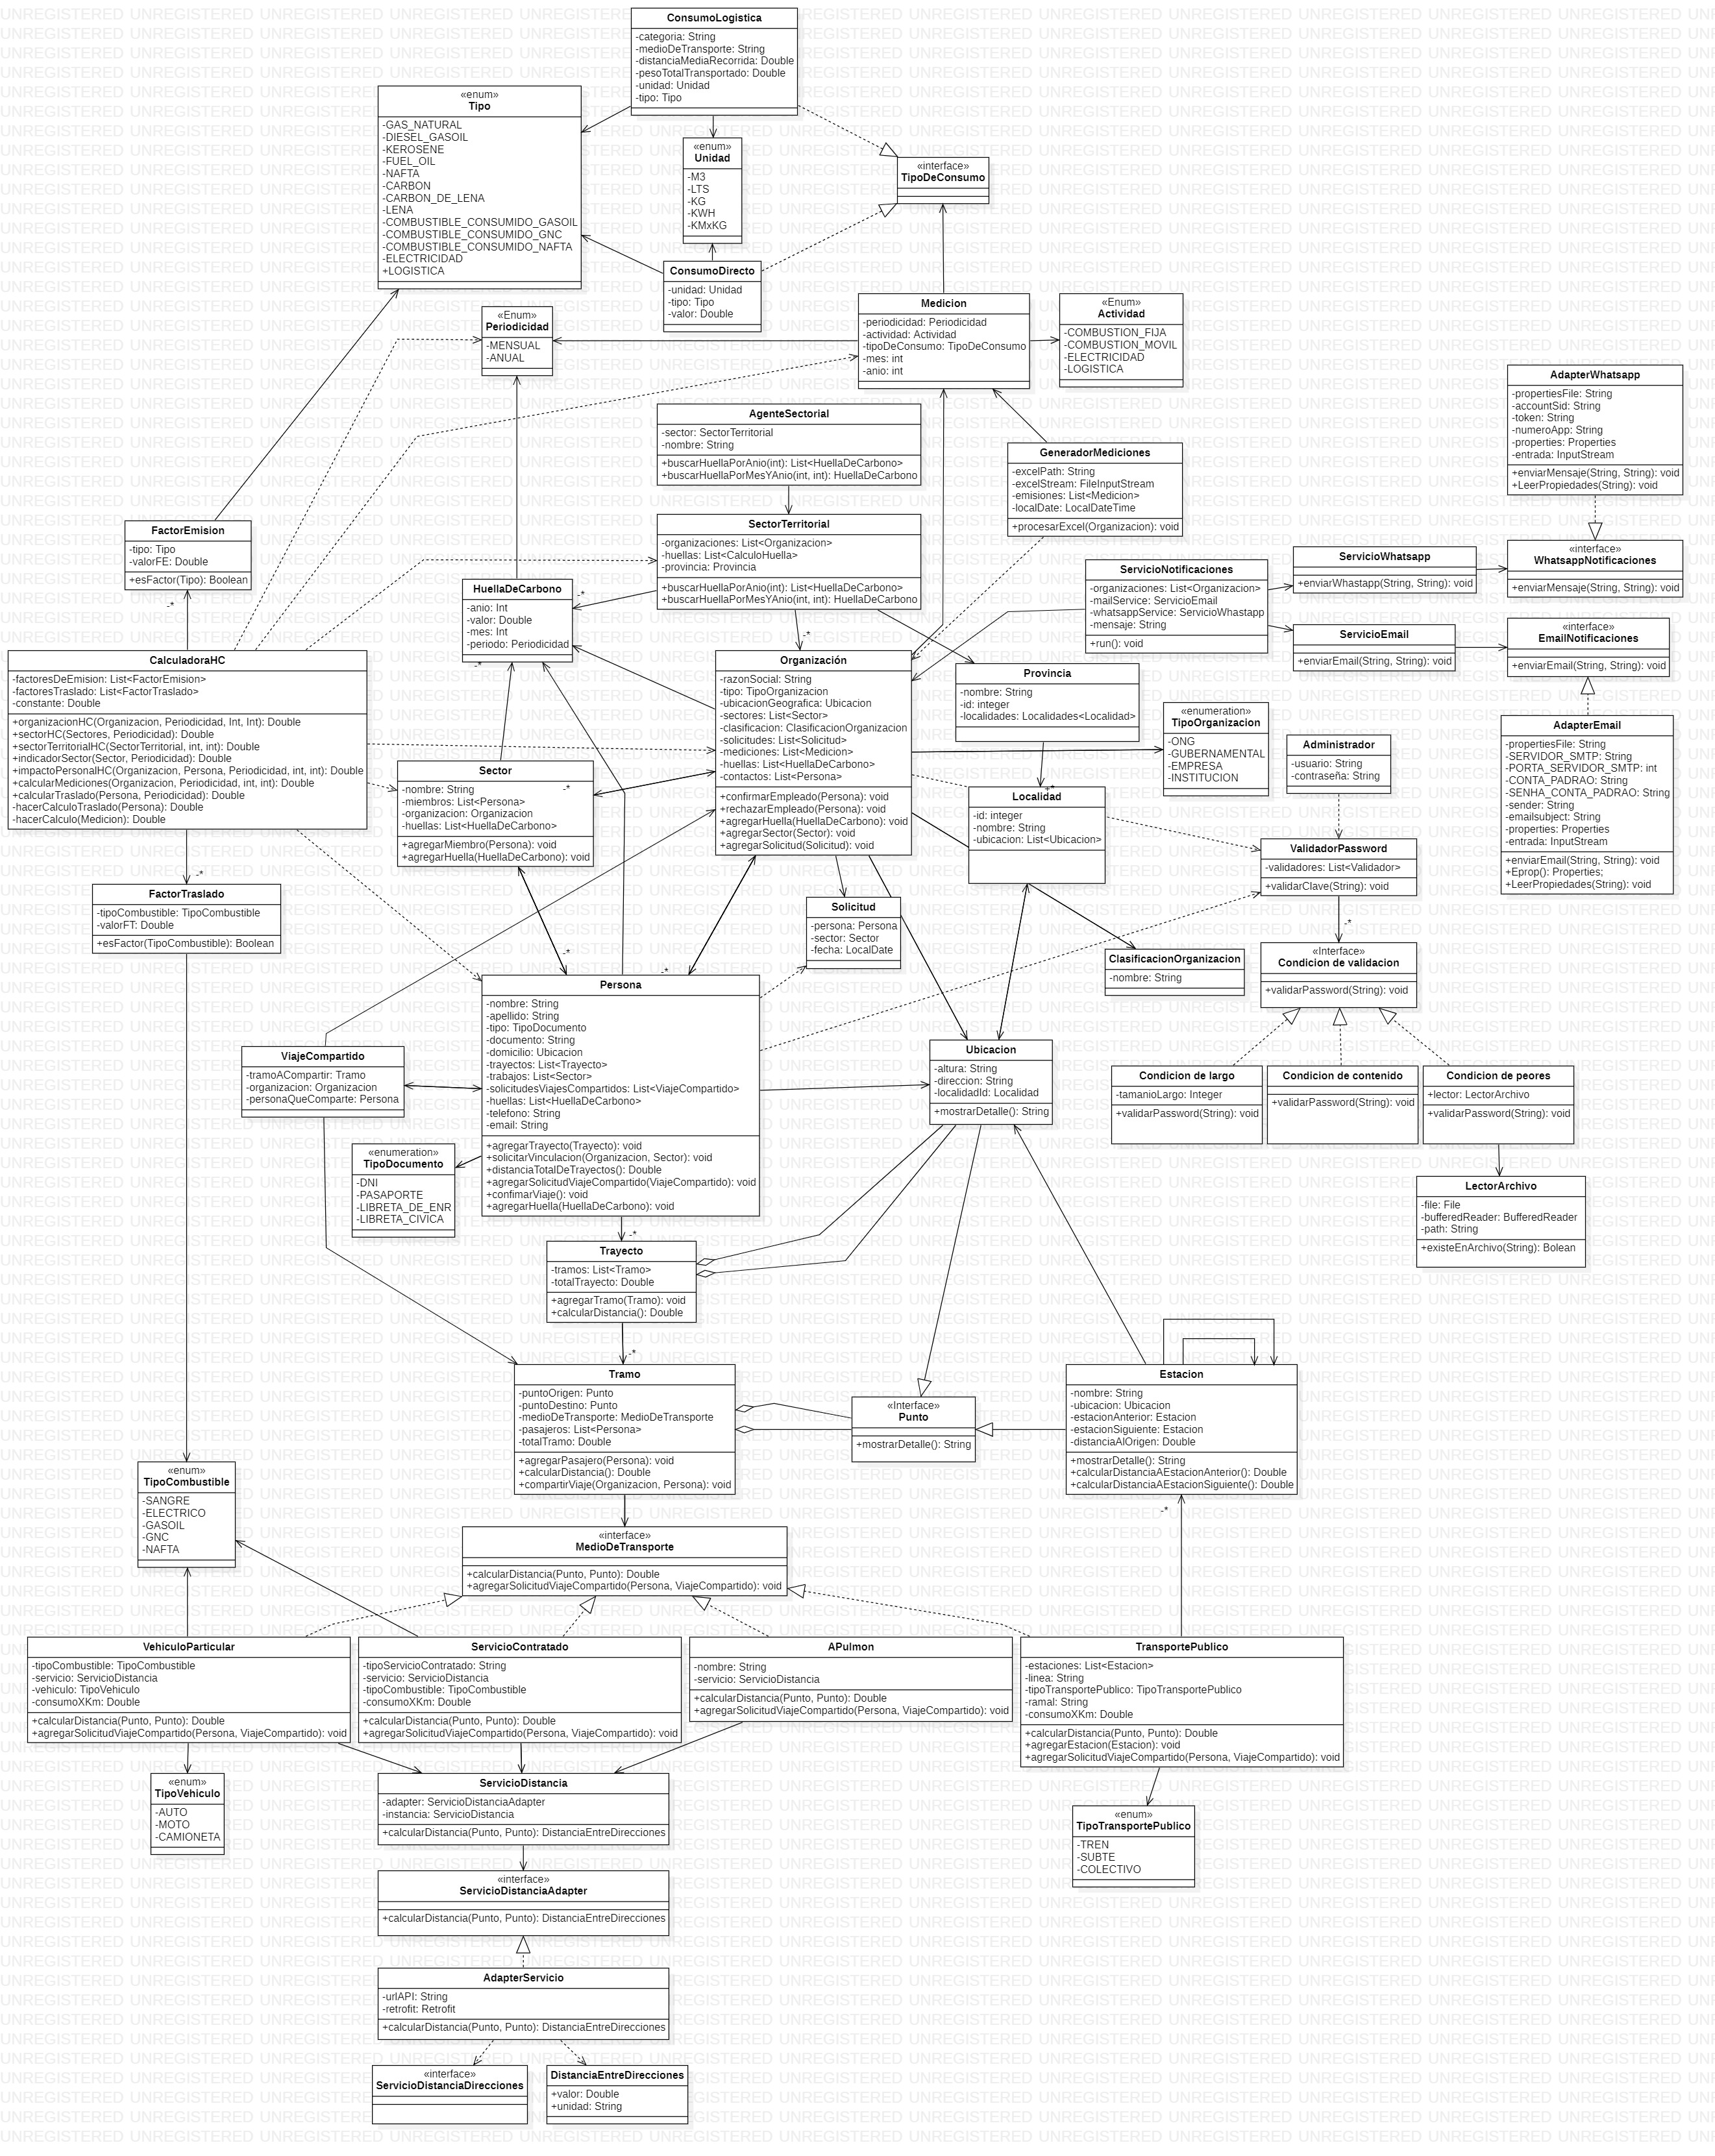 ConsumoLogistica
-categoria: String
-medioDeTransporte: String
-distanciaMediaRecorrida: Double
-pesoTotalTransportado: Double
-unidad: Unidad
-tipo: Tipo
«enum»
Tipo
-GAS_NATURAL
-DIESEL_GASOIL
-KEROSENE
-FUEL_OIL
-NAFTA
-CARBON
-CARBON_DE_LENA
-LENA
-COMBUSTIBLE_CONSUMIDO_GASOIL
-COMBUSTIBLE_CONSUMIDO_GNC
-COMBUSTIBLE_CONSUMIDO_NAFTA
-ELECTRICIDAD
+LOGISTICA
«enum»
Unidad
-M3
-LTS
-KG
-KWH
-KMxKG
«interface»
TipoDeConsumo
ConsumoDirecto
-unidad: Unidad
-tipo: Tipo
-valor: Double
«Enum»
Periodicidad
-MENSUAL
-ANUAL
Medicion
-periodicidad: Periodicidad
-actividad: Actividad
-tipoDeConsumo: TipoDeConsumo
-mes: int
-anio: int
«Enum»
Actividad
-COMBUSTION_FIJA
-COMBUSTION_MOVIL
-ELECTRICIDAD
-LOGISTICA
AdapterWhatsapp
-propertiesFile: String
-accountSid: String
-token: String
-numeroApp: String
-properties: Properties
-entrada: InputStream
+enviarMensaje(String, String): void
+LeerPropiedades(String): void
AgenteSectorial
-sector: SectorTerritorial
-nombre: String
+buscarHuellaPorAnio(int): List<HuellaDeCarbono>
+buscarHuellaPorMesYAnio(int, int): HuellaDeCarbono
GeneradorMediciones
-excelPath: String
-excelStream: FileInputStream
-emisiones: List<Medicion>
-localDate: LocalDateTime
+procesarExcel(Organizacion): void
FactorEmision
-tipo: Tipo
-valorFE: Double
+esFactor(Tipo): Boolean
-*
SectorTerritorial
-organizaciones: List<Organizacion>
-huellas: List<CalculoHuella>
-provincia: Provincia
+buscarHuellaPorAnio(int): List<HuellaDeCarbono>
+buscarHuellaPorMesYAnio(int, int): HuellaDeCarbono
-*
-*
HuellaDeCarbono
-anio: Int
-valor: Double
-mes: Int
-periodo: Periodicidad
-*
ServicioNotificaciones
-organizaciones: List<Organizacion>
-mailService: ServicioEmail
-whatsappService: ServicioWhastapp
-mensaje: String
+run(): void
ServicioWhatsapp
+enviarWhastapp(String, String): void
«interface»
WhatsappNotificaciones
+enviarMensaje(String, String): void
ServicioEmail
+enviarEmail(String, String): void
«interface»
EmailNotificaciones
+enviarEmail(String, String): void
CalculadoraHC
-factoresDeEmision: List<FactorEmision>
-factoresTraslado: List<FactorTraslado>
-constante: Double
+organizacionHC(Organizacion, Periodicidad, Int, Int): Double
+sectorHC(Sectores, Periodicidad): Double
+sectorTerritorialHC(SectorTerritorial, int, int): Double
+indicadorSector(Sector, Periodicidad): Double
+impactoPersonalHC(Organizacion, Persona, Periodicidad, int, int): Double
+calcularMediciones(Organizacion, Periodicidad, int, int): Double
+calcularTraslado(Persona, Periodicidad): Double
-hacerCalculoTraslado(Persona): Double
-hacerCalculo(Medicion): Double
-*
Organización
-razonSocial: String
-tipo: TipoOrganizacion
-ubicacionGeografica: Ubicacion
-sectores: List<Sector>
-clasificacion: ClasificacionOrganizacion
-solicitudes: List<Solicitud>
-mediciones: List<Medicion>
-huellas: List<HuellaDeCarbono>
-contactos: List<Persona>
+confirmarEmpleado(Persona): void
+rechazarEmpleado(Persona): void
+agregarHuella(HuellaDeCarbono): void
+agregarSector(Sector): void
+agregarSolicitud(Solicitud): void
Provincia
-nombre: String
-id: integer
-localidades: Localidades<Localidad>
«enumeration»
TipoOrganizacion
-ONG
-GUBERNAMENTAL
-EMPRESA
-INSTITUCION
Administrador
-usuario: String
-contraseña: String
AdapterEmail
-propertiesFile: String
-SERVIDOR_SMTP: String
-PORTA_SERVIDOR_SMTP: int
-CONTA_PADRAO: String
-SENHA_CONTA_PADRAO: String
-sender: String
-emailsubject: String
-properties: Properties
-entrada: InputStream
+enviarEmail(String, String): void
+Eprop(): Properties;
+LeerPropiedades(String): void
Sector
-nombre: String
-miembros: List<Persona>
-organizacion: Organizacion
-huellas: List<HuellaDeCarbono>
+agregarMiembro(Persona): void
+agregarHuella(HuellaDeCarbono): void
-*
Localidad
-id: integer
-nombre: String
-ubicacion: List<Ubicacion>
ValidadorPassword
-validadores: List<Validador>
+validarClave(String): void
-*
FactorTraslado
-tipoCombustible: TipoCombustible
-valorFT: Double
+esFactor(TipoCombustible): Boolean
Solicitud
-persona: Persona
-sector: Sector
-fecha: LocalDate
ClasificacionOrganizacion
-nombre: String
«Interface»
Condicion de validacion
+validarPassword(String): void
-*
-*
Persona
-nombre: String
-apellido: String
-tipo: TipoDocumento
-documento: String
-domicilio: Ubicacion
-trayectos: List<Trayecto>
-trabajos: List<Sector>
-solicitudesViajesCompartidos: List<ViajeCompartido>
-huellas: List<HuellaDeCarbono>
-telefono: String
-email: String
+agregarTrayecto(Trayecto): void
+solicitarVinculacion(Organizacion, Sector): void
+distanciaTotalDeTrayectos(): Double
+agregarSolicitudViajeCompartido(ViajeCompartido): void
+confimarViaje(): void
+agregarHuella(HuellaDeCarbono): void
-*
ViajeCompartido
-tramoACompartir: Tramo
-organizacion: Organizacion
-personaQueComparte: Persona
Ubicacion
-altura: String
-direccion: String
-localidadId: Localidad
+mostrarDetalle(): String
Condicion de largo
-tamanioLargo: Integer
+validarPassword(String): void
Condicion de contenido
+validarPassword(String): void
Condicion de peores
+lector: LectorArchivo
+validarPassword(String): void
«enumeration»
TipoDocumento
-DNI
-PASAPORTE
-LIBRETA_DE_ENR
-LIBRETA_CIVICA
LectorArchivo
-file: File
-bufferedReader: BufferedReader
-path: String
+existeEnArchivo(String): Bolean
Trayecto
-tramos: List<Tramo>
-totalTrayecto: Double
+agregarTramo(Tramo): void
+calcularDistancia(): Double
-*
Tramo
-puntoOrigen: Punto
-puntoDestino: Punto
-medioDeTransporte: MedioDeTransporte
-pasajeros: List<Persona>
-totalTramo: Double
+agregarPasajero(Persona): void
+calcularDistancia(): Double
+compartirViaje(Organizacion, Persona): void
«Interface»
Punto
+mostrarDetalle(): String
Estacion
-nombre: String
-ubicacion: Ubicacion
-estacionAnterior: Estacion
-estacionSiguiente: Estacion
-distanciaAlOrigen: Double
+mostrarDetalle(): String
+calcularDistanciaAEstacionAnterior(): Double
+calcularDistanciaAEstacionSiguiente(): Double
-*
«enum»
TipoCombustible
-SANGRE
-ELECTRICO
-GASOIL
-GNC
-NAFTA
«interface»
MedioDeTransporte
+calcularDistancia(Punto, Punto): Double
+agregarSolicitudViajeCompartido(Persona, ViajeCompartido): void
VehiculoParticular
-tipoCombustible: TipoCombustible
-servicio: ServicioDistancia
-vehiculo: TipoVehiculo
-consumoXKm: Double
+calcularDistancia(Punto, Punto): Double
+agregarSolicitudViajeCompartido(Persona, ViajeCompartido): void
ServicioContratado
-tipoServicioContratado: String
-servicio: ServicioDistancia
-tipoCombustible: TipoCombustible
-consumoXKm: Double
+calcularDistancia(Punto, Punto): Double
+agregarSolicitudViajeCompartido(Persona, ViajeCompartido): void
APulmon
-nombre: String
-servicio: ServicioDistancia
+calcularDistancia(Punto, Punto): Double
+agregarSolicitudViajeCompartido(Persona, ViajeCompartido): void
TransportePublico
-estaciones: List<Estacion>
-linea: String
-tipoTransportePublico: TipoTransportePublico
-ramal: String
-consumoXKm: Double
+calcularDistancia(Punto, Punto): Double
+agregarEstacion(Estacion): void
+agregarSolicitudViajeCompartido(Persona, ViajeCompartido): void
«enum»
TipoVehiculo
-AUTO
-MOTO
-CAMIONETA
ServicioDistancia
-adapter: ServicioDistanciaAdapter
-instancia: ServicioDistancia
+calcularDistancia(Punto, Punto): DistanciaEntreDirecciones
«enum»
TipoTransportePublico
-TREN
-SUBTE
-COLECTIVO
«interface»
ServicioDistanciaAdapter
+calcularDistancia(Punto, Punto): DistanciaEntreDirecciones
AdapterServicio
-urlAPI: String
-retrofit: Retrofit
+calcularDistancia(Punto, Punto): DistanciaEntreDirecciones
«interface»
ServicioDistanciaDirecciones
DistanciaEntreDirecciones
+valor: Double
+unidad: String